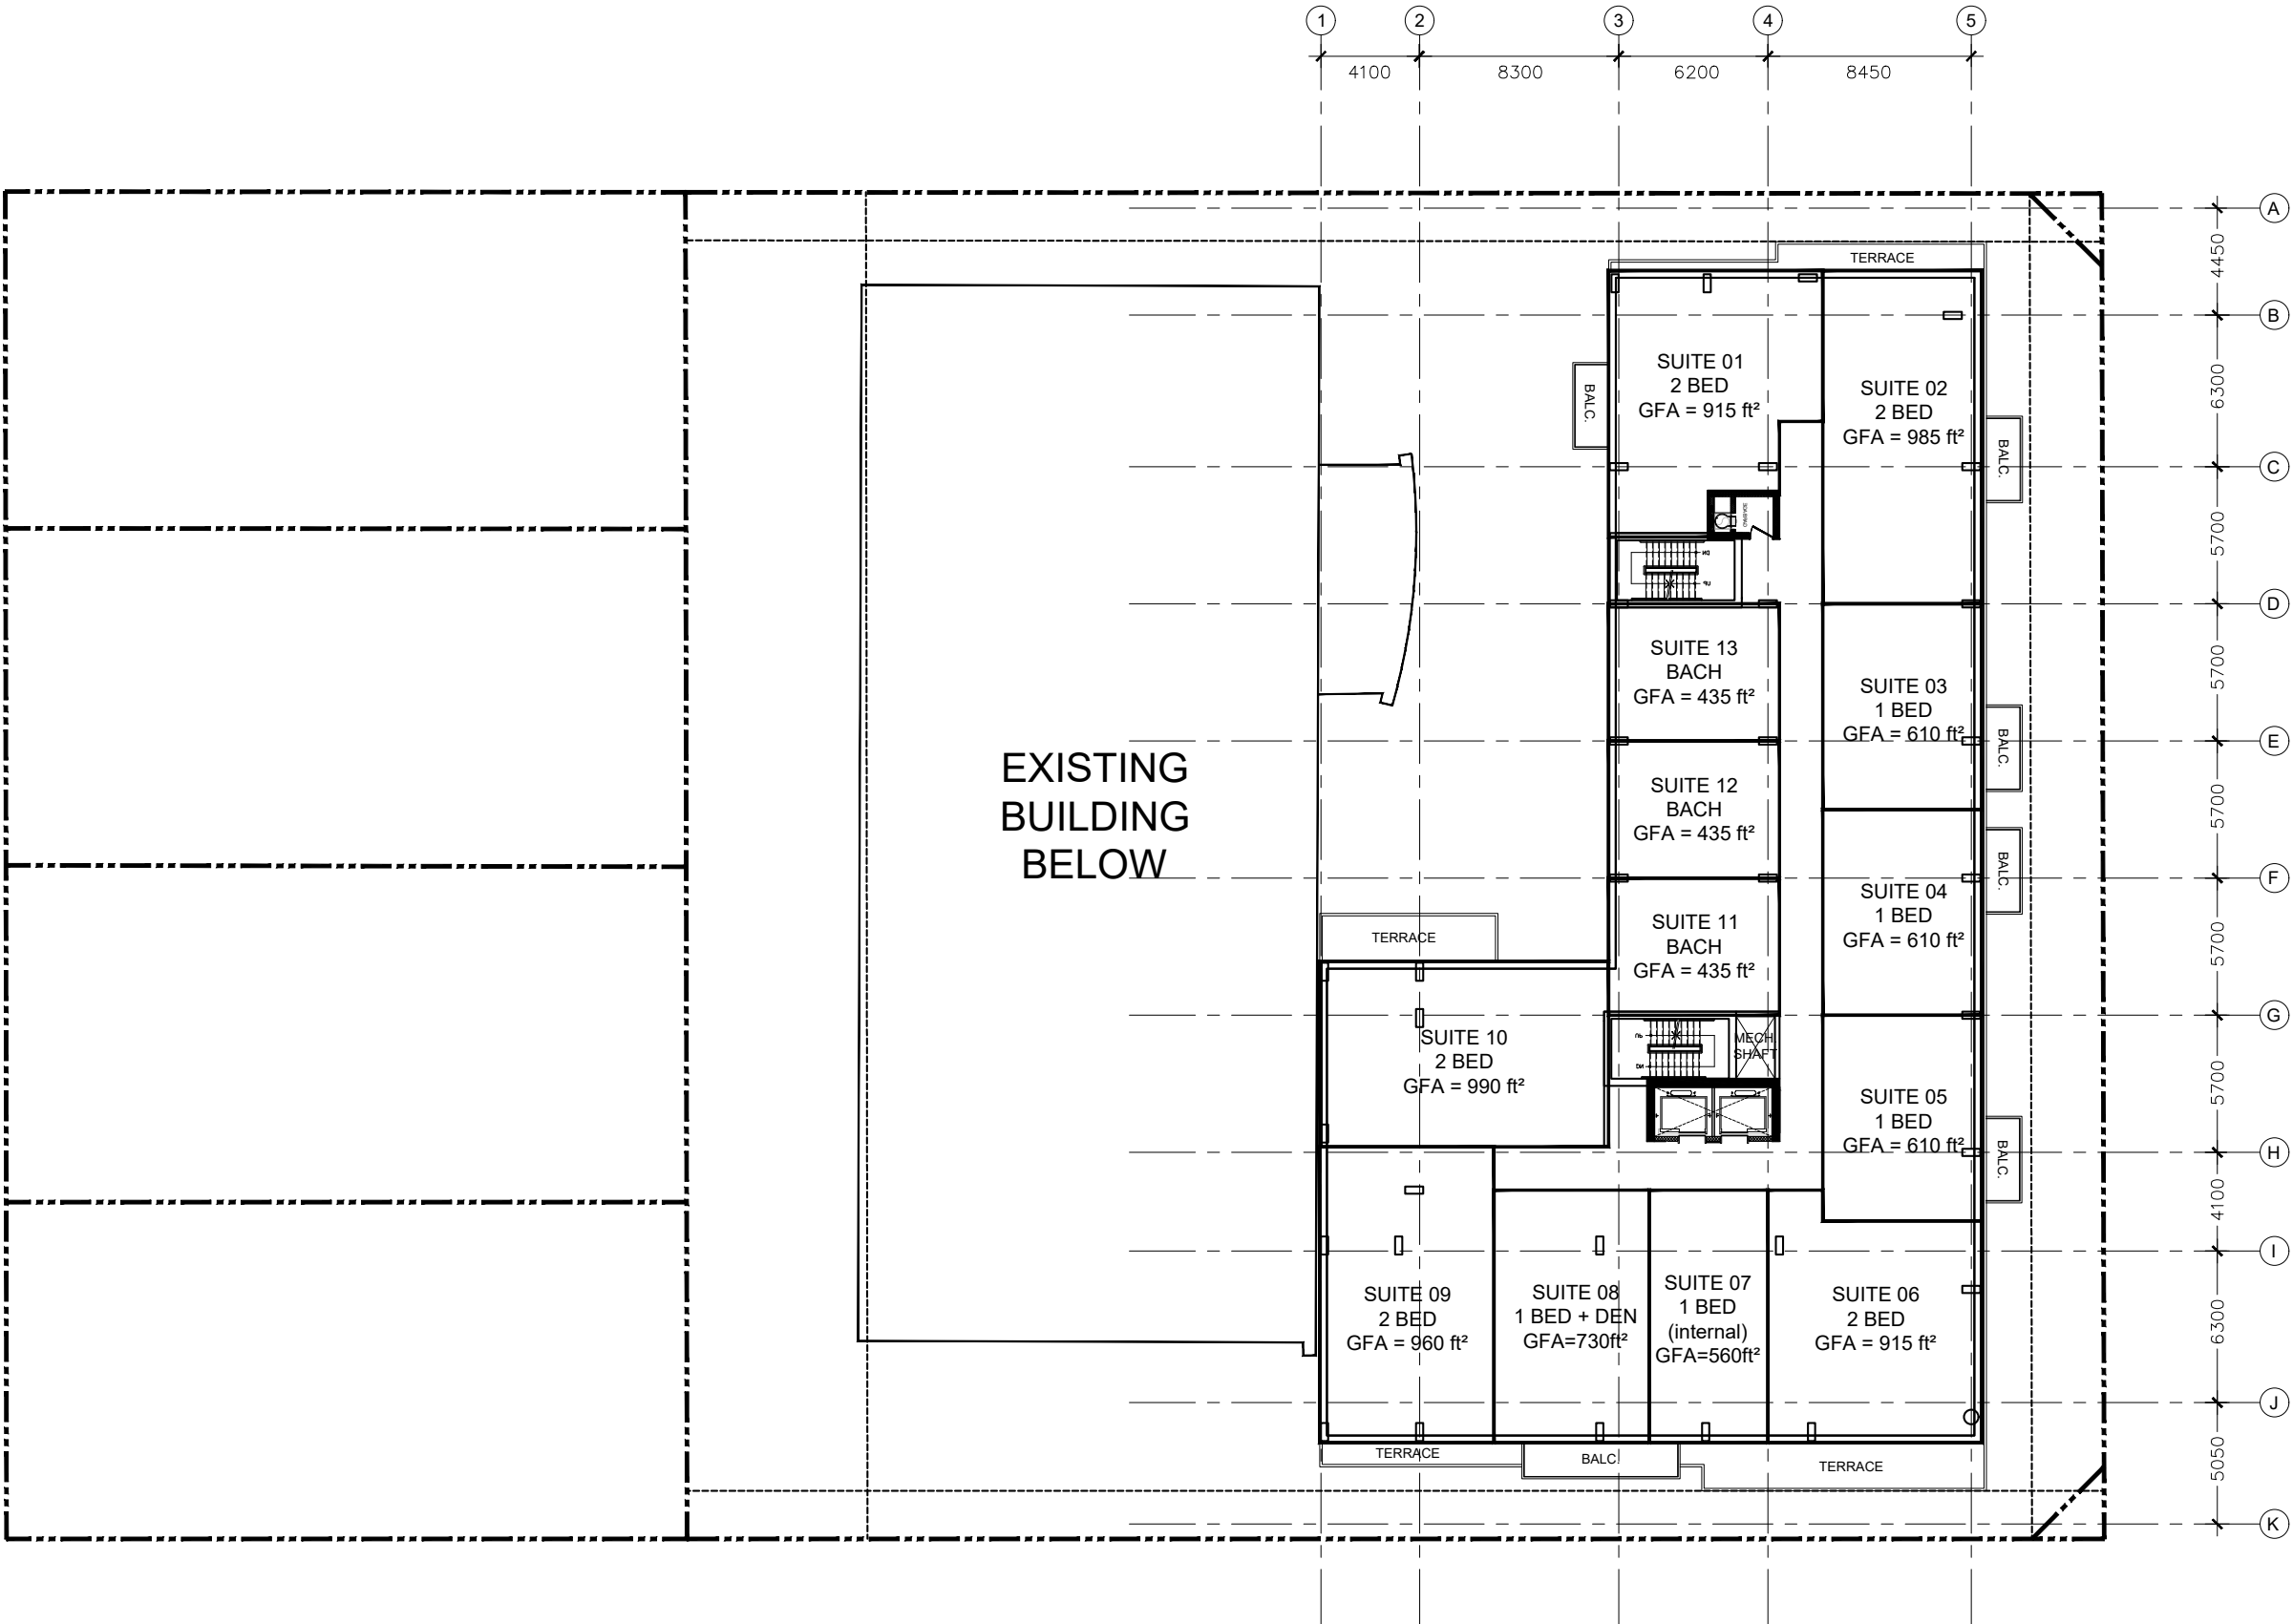 1 2 3 4 5
4100 8300 6200 8450
A
4450
TERRACE
B
SUITE 01
2 BED
GFA = 915 ft²
BALC.
6300
SUITE 02
2 BED
GFA = 985 ft²
BALC.
C
5700
DN
UP
D
SUITE 13
BACH
GFA = 435 ft²
5700
SUITE 03
1 BED
GFA = 610 ft²
BALC.
E
EXISTING
BUILDING
BELOW
SUITE 12
BACH
GFA = 435 ft²
5700
BALC.
F
SUITE 04
1 BED
GFA = 610 ft²
TERRACE
SUITE 11
BACH
GFA = 435 ft²
5700
G
SUITE 10
2 BED
GFA = 990 ft²
UP
DN
MECH
SHAFT
5700
SUITE 05
1 BED
GFA = 610 ft²
BALC.
H
4100
I
SUITE 09
2 BED
GFA = 960 ft²
SUITE 08
1 BED + DEN
GFA=730ft²
SUITE 07
1 BED
(internal)
GFA=560ft²
SUITE 06
2 BED
GFA = 915 ft²
6300
J
TERRACE
BALC
TERRACE
5050
K